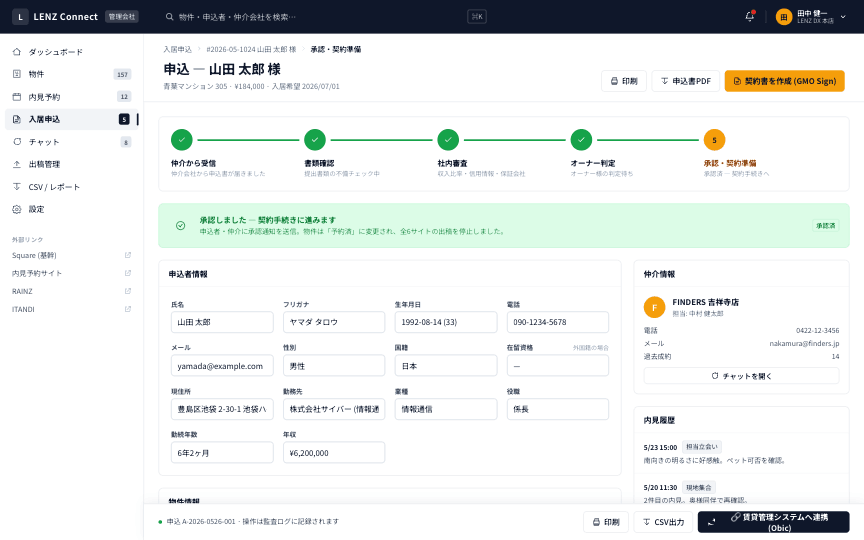 L LENZ Connect 管理会社
物件・申込者・仲介会社を検索…
⌘K
田
田中 健一
LENZ DX 本店
ダッシュボード
物件 157
内見予約 12
入居申込 5
チャット 8
出稿管理
CSV / レポート
設定
外部リンク
Square (基幹)
内見予約サイト
RAINZ
ITANDI
入居申込 › #2026-05-1024 山田 太郎 様 › 承認・契約準備
申込 — 山田 太郎 様
青葉マンション 305 · ¥184,000 · 入居希望 2026/07/01
印刷
申込書PDF
契約書を作成 (GMO Sign)
仲介から受信
仲介会社から申込書が届きました
書類確認
提出書類の不備チェック中
社内審査
収入比率・信用情報・保証会社
オーナー判定
オーナー様の判定待ち
5
承認・契約準備
承認済 — 契約手続きへ
承認しました — 契約手続きに進みます
申込者・仲介に承認通知を送信。物件は「予約済」に変更され、全6サイトの出稿を停止しました。
承認済
申込者情報
氏名
山田 太郎
フリガナ
ヤマダ タロウ
生年月日
1992-08-14 (33)
電話
090-1234-5678
メール
yamada@example.com
性別
男性
国籍
日本
在留資格 外国籍の場合
—
現住所
豊島区池袋 2-30-1 池袋ハ
勤務先
株式会社サイバー (情報通
業種
情報通信
役職
係長
勤続年数
6年2ヶ月
年収
¥6,200,000
物件情報
仲介情報
F
FINDERS 吉祥寺店
担当: 中村 健太郎
電話 0422-12-3456
メール nakamura@finders.jp
過去成約 14
チャットを開く
内見履歴
5/23 15:00 担当立会い
南向きの明るさに好感触。ペット可否を確認。
5/20 11:30 現地集合
2件目の内見。奥様同伴で再確認。
申込 A-2026-0526-001 · 操作は監査ログに記録されます
印刷
CSV出力
🔗 賃貸管理システムへ連携
(Obic)